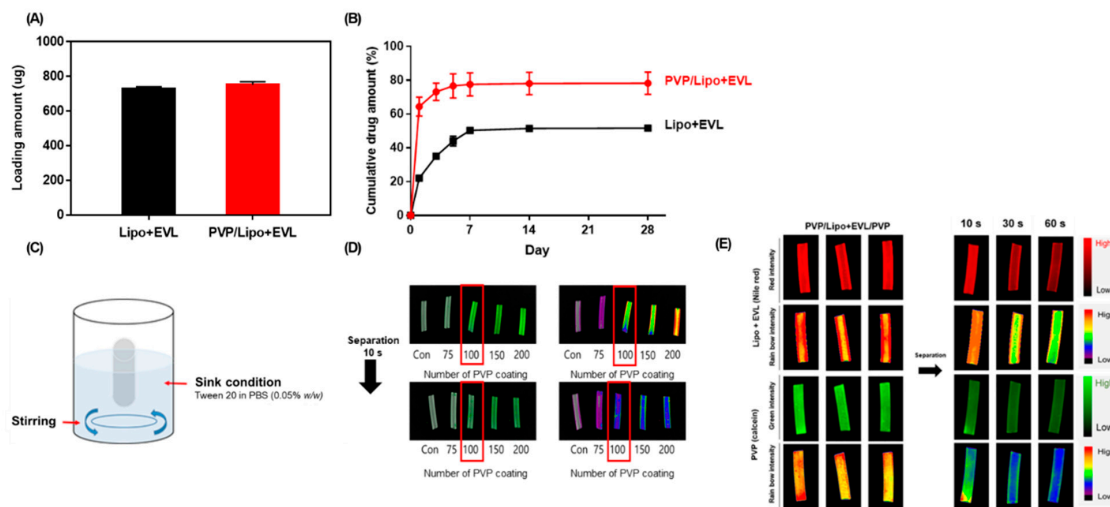 (A)
Loading amount (ug)
1000
800
600
400
200
0
Lipo+EVL
PVP/Lipo+EVL
(B)
Cumulative drug amount (%)
100
80
60
40
20
0
0
7
14
21
28
Day
PVP/Lipo+EVL
Lipo+EVL
(C)
Sink condition
Tween 20 in PBS (0.05% w/w)
Stirring
(D)
Separation
10 s
Con 75 100 150 200
Number of PVP coating
Con 75 100 150 200
Number of PVP coating
Con 75 100 150 200
Number of PVP coating
Con 75 100 150 200
Number of PVP coating
(E)
PVP/Lipo+EVL/PVP
10 s 30 s 60 s
Lipo + EVL (Nile red)
Red intensity
Rain bow intensity
PVP (calcein)
Green intensity
Rain bow intensity
Separation
High
Low
High
Low
High
Low
High
Low